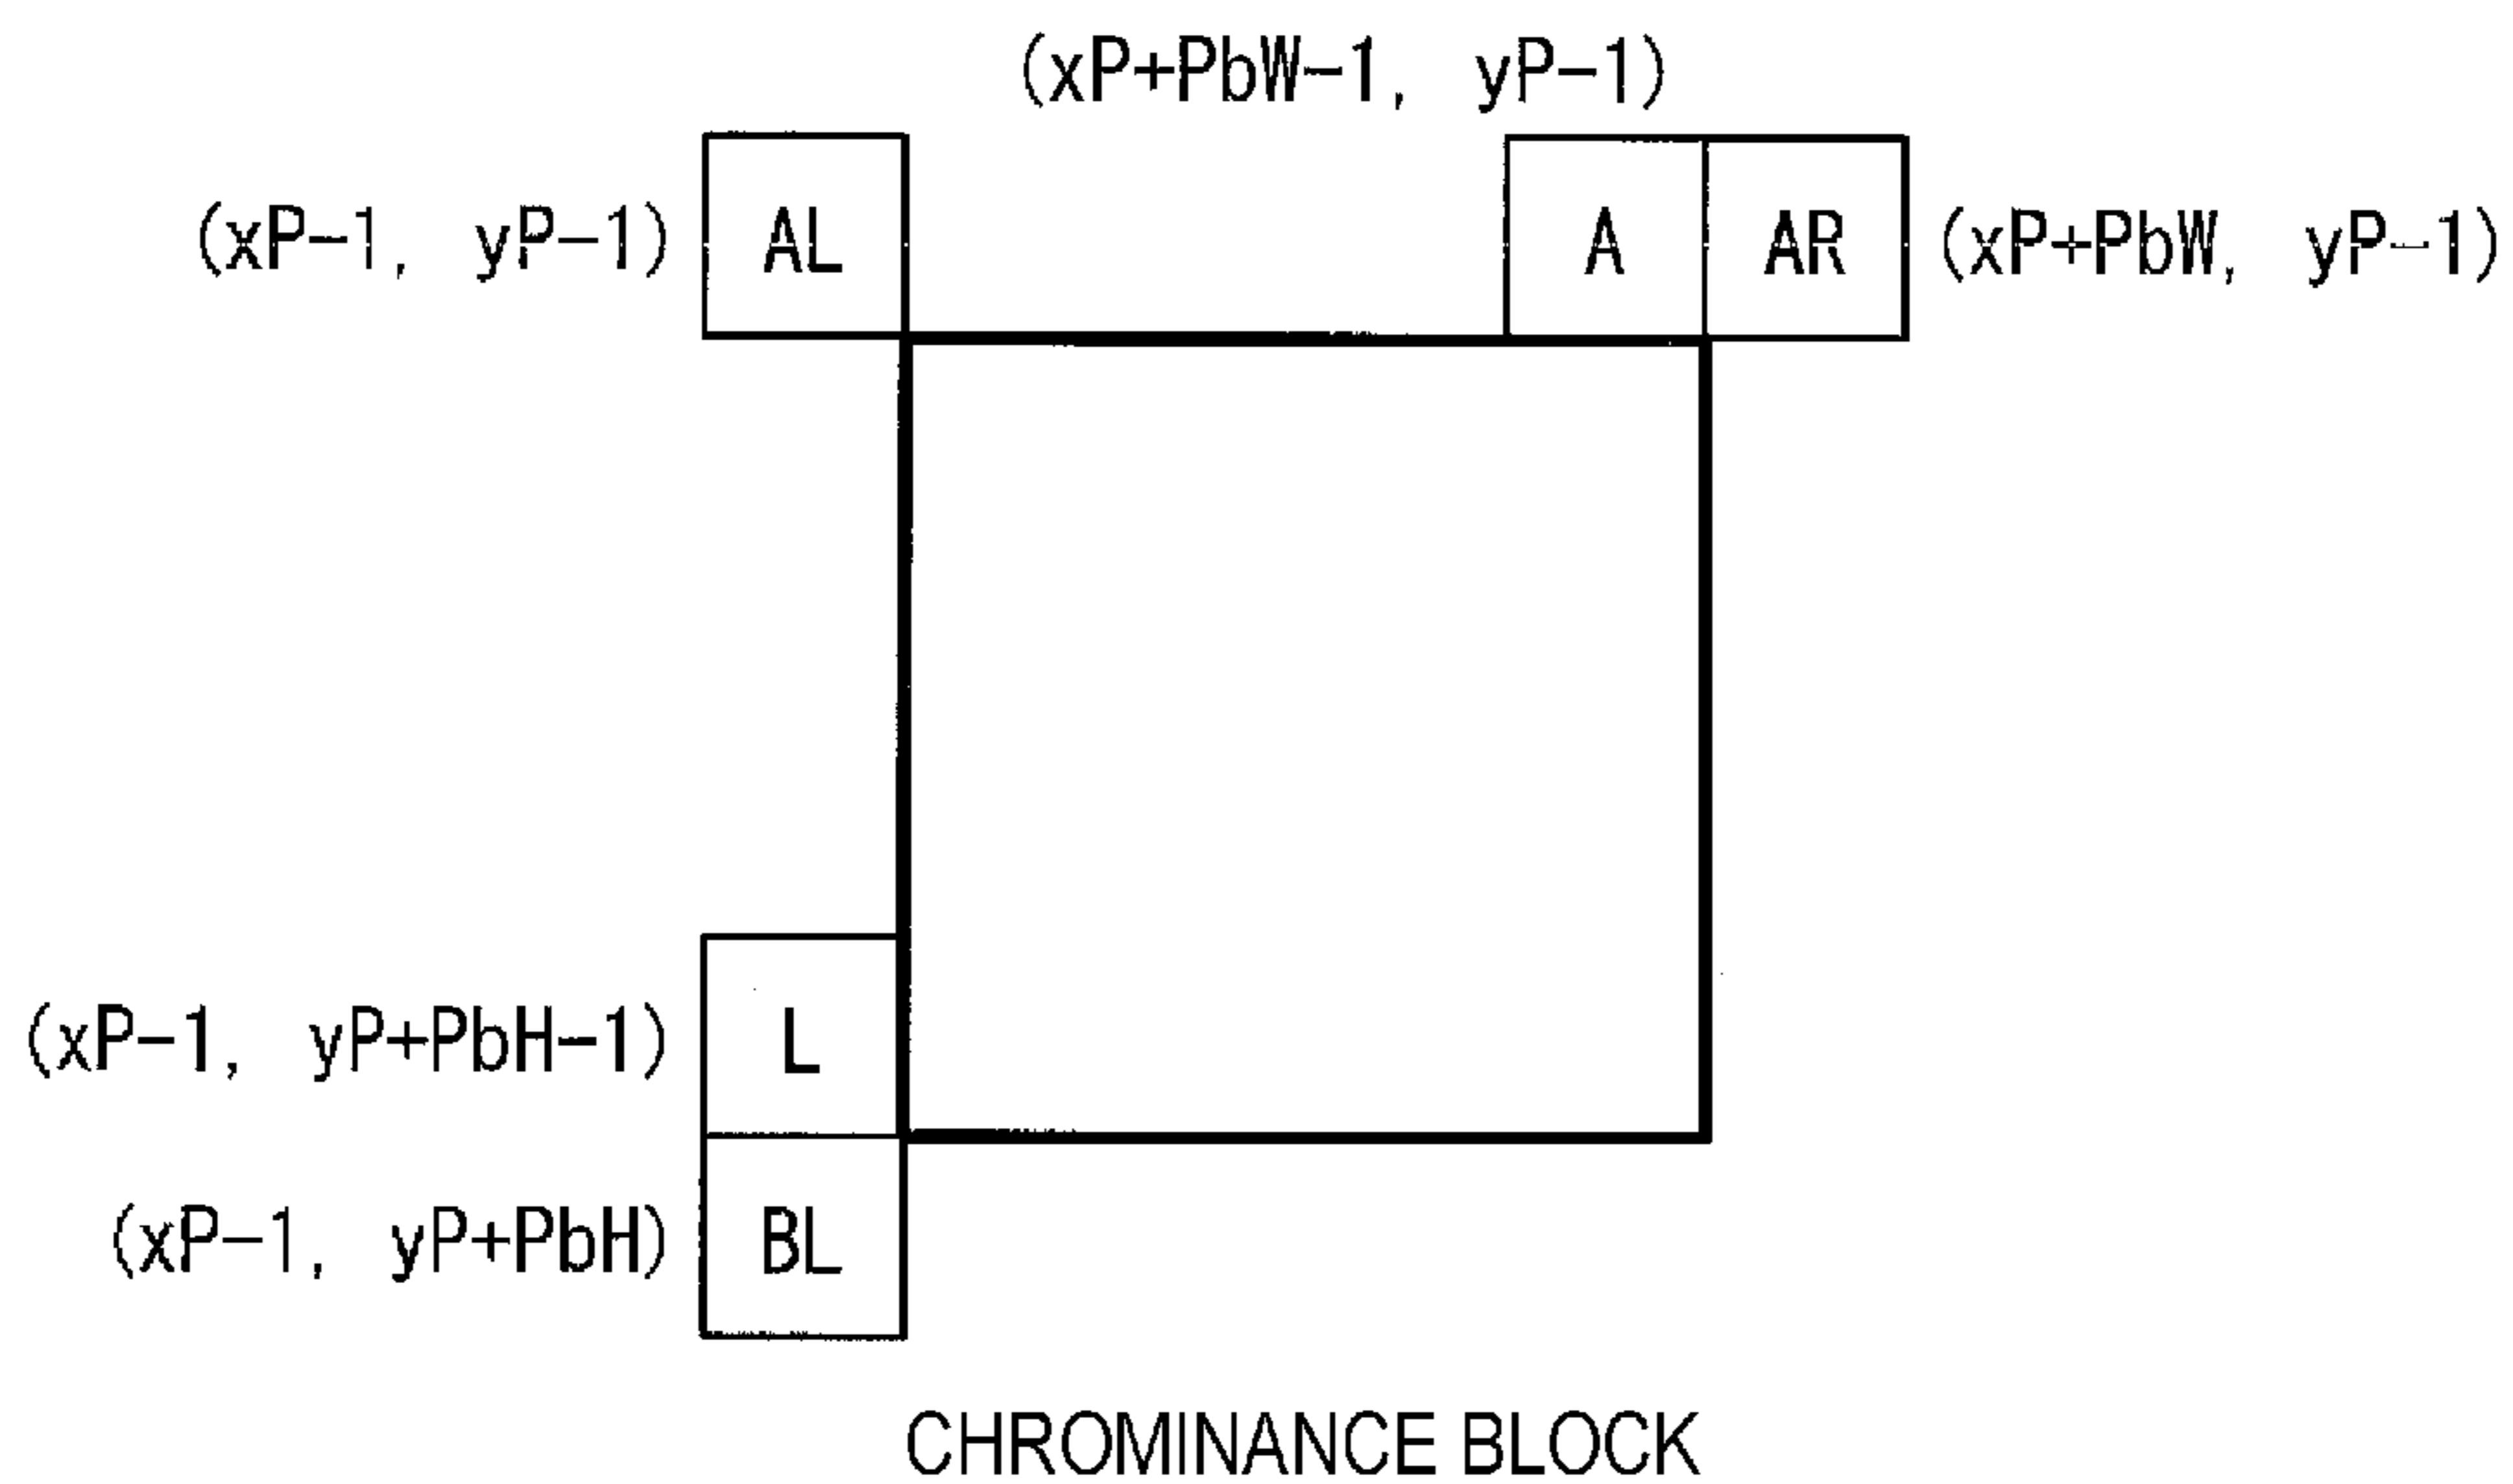 (xP+PbW-1, yP-1)
(xP-1, yP-1) AL A AR (xP+PbW, yP-1)
(xP-1, yP+PbH-1) L
(xP-1, yP+PbH) BL
CHROMINANCE BLOCK